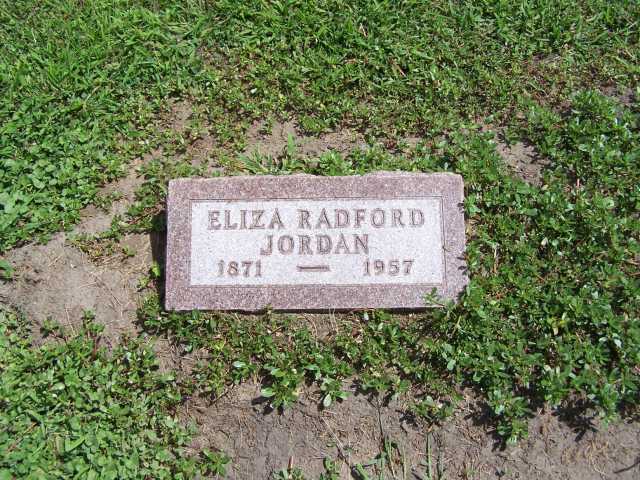 ELIZA RADFORD
JORDAN
1871 — 1957